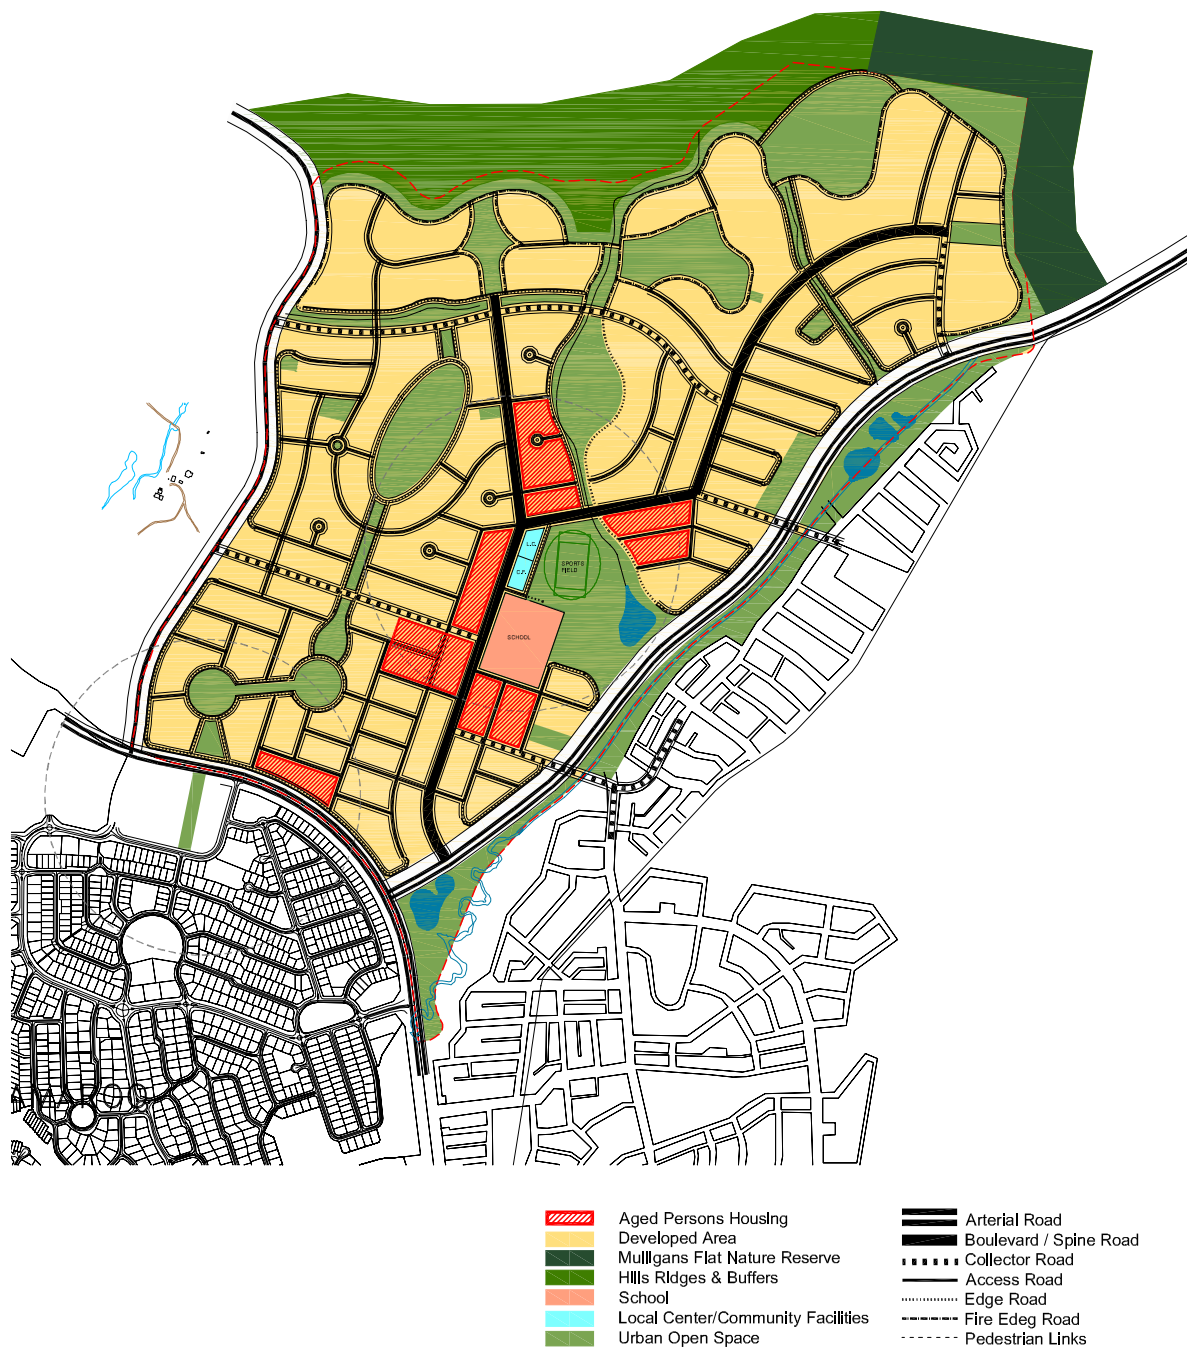 L.C.
C.F.
SPORTS
FIELD
SCHOOL
Aged Persons Housing
Developed Area
Mulligans Flat Nature Reserve
Hills Ridges & Buffers
School
Local Center/Community Facilities
Urban Open Space
Arterial Road
Boulevard / Spine Road
Collector Road
Access Road
Edge Road
Fire Edeg Road
Pedestrian Links